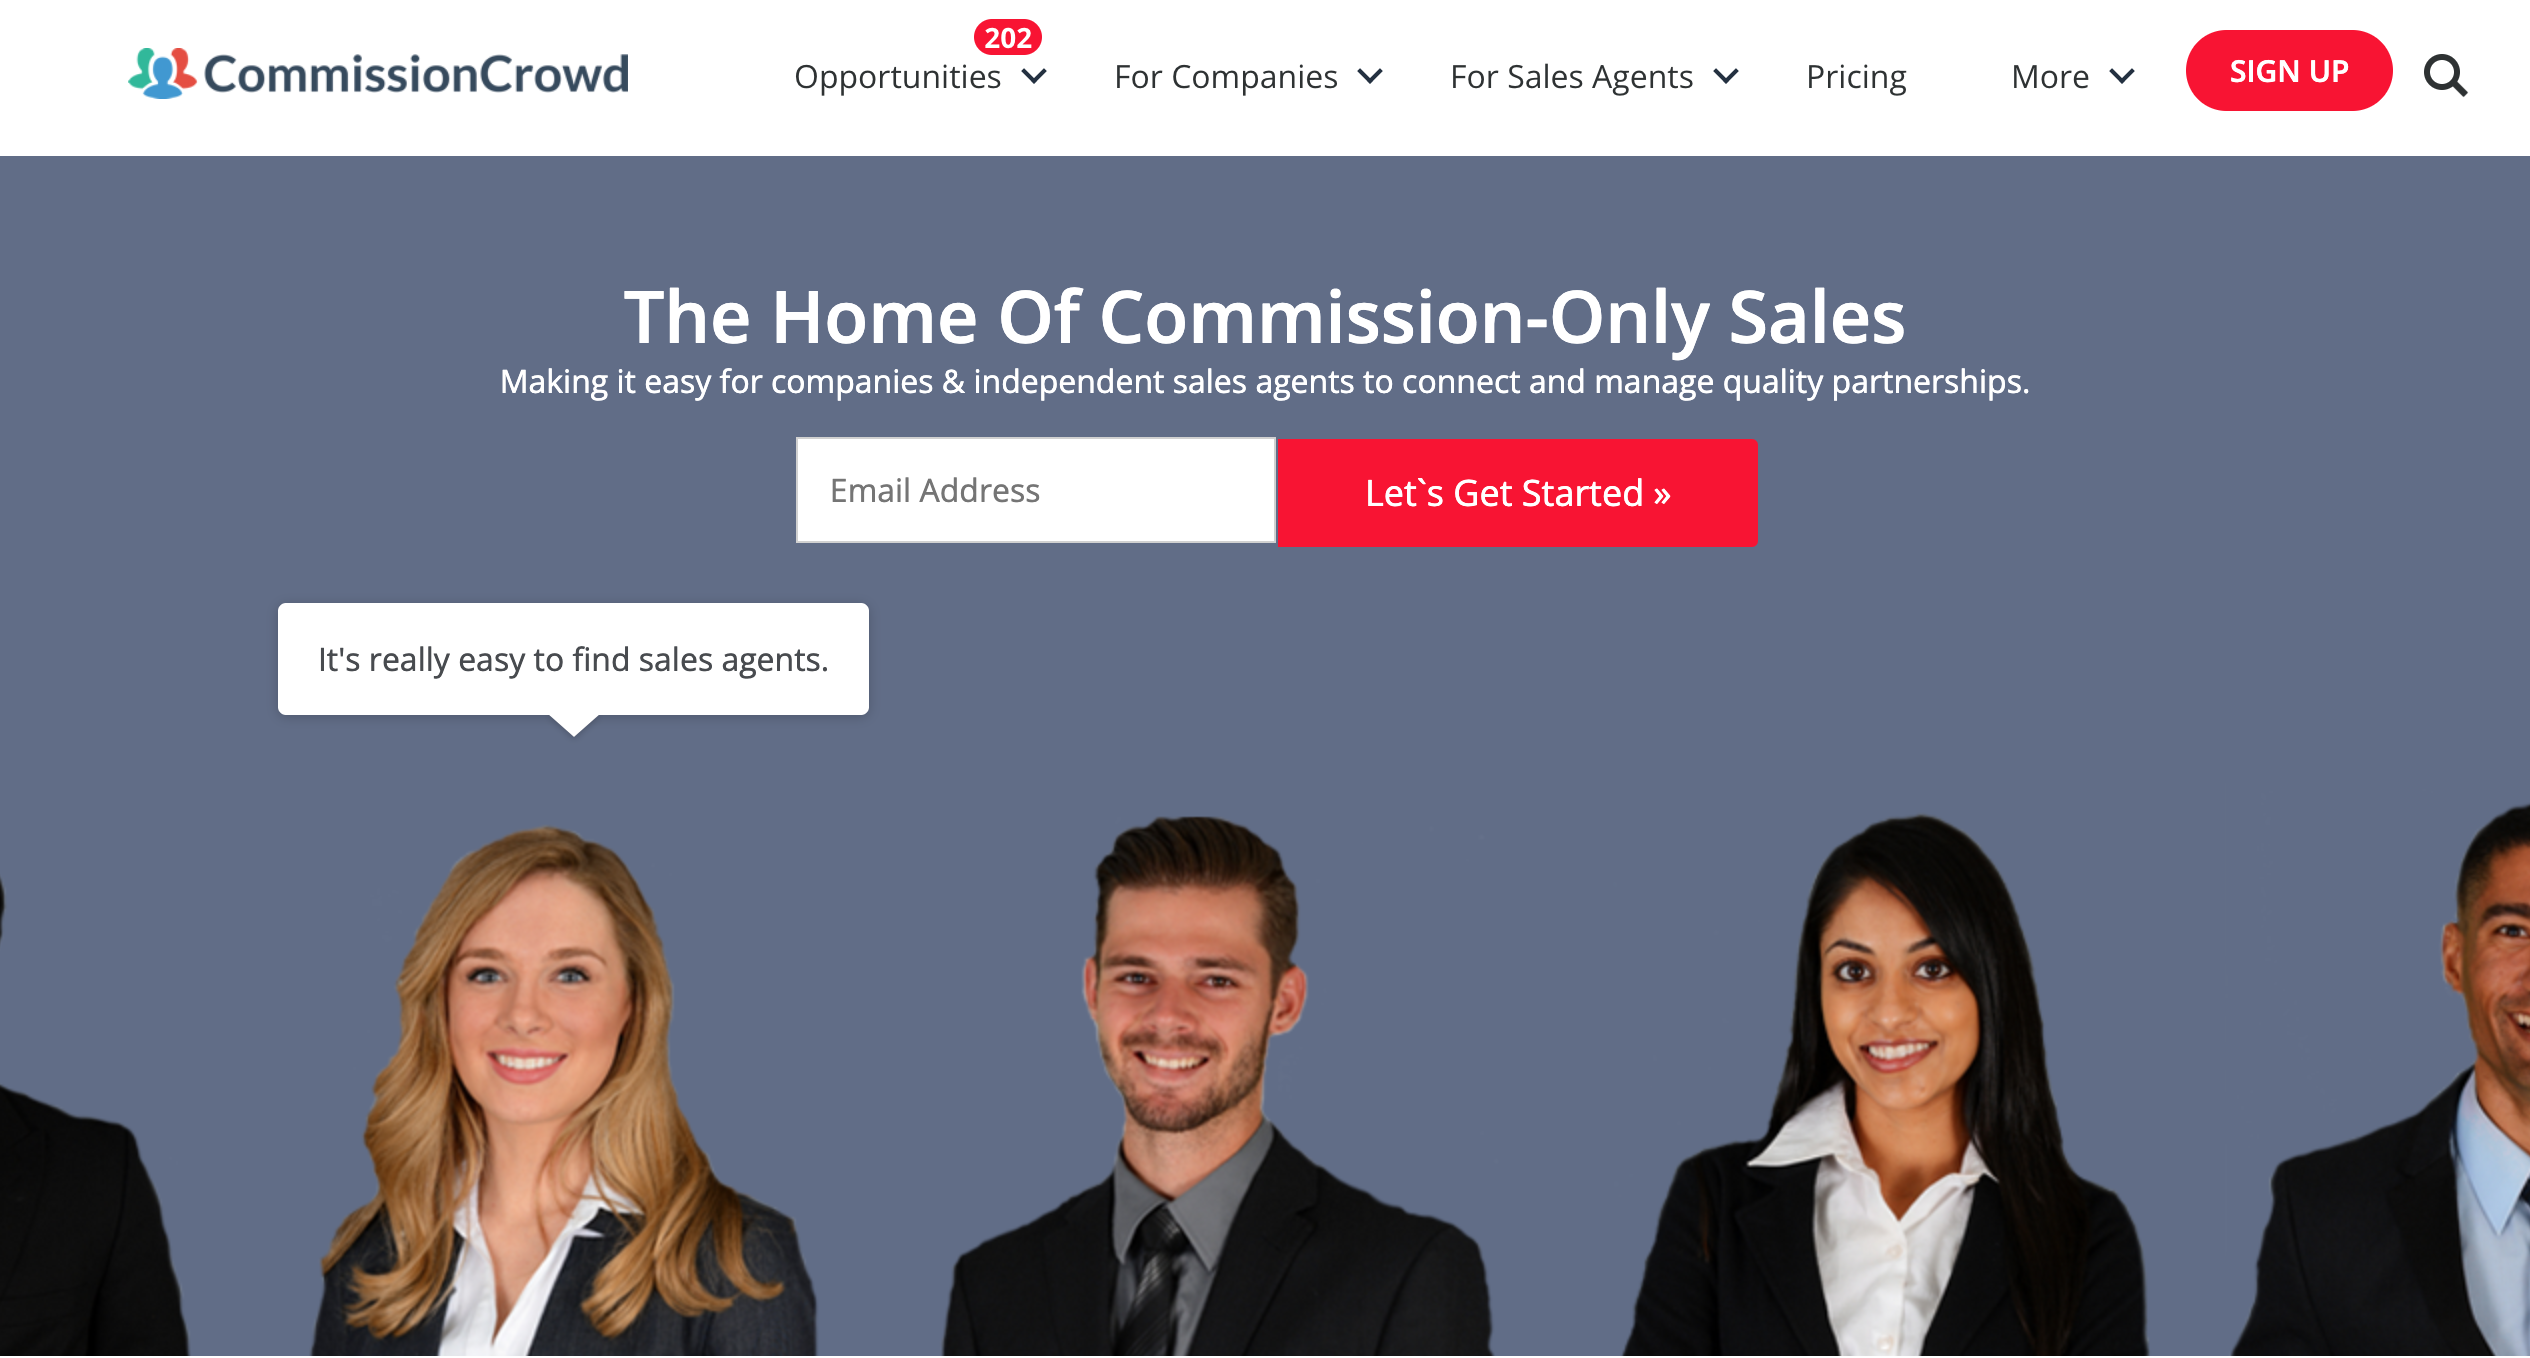 202
CommissionCrowd
Opportunities
For Companies
For Sales Agents
Pricing
More
SIGN UP
The Home Of Commission-Only Sales
Making it easy for companies & independent sales agents to connect and manage quality partnerships.
Email Address
Let`s Get Started »
It's really easy to find sales agents.